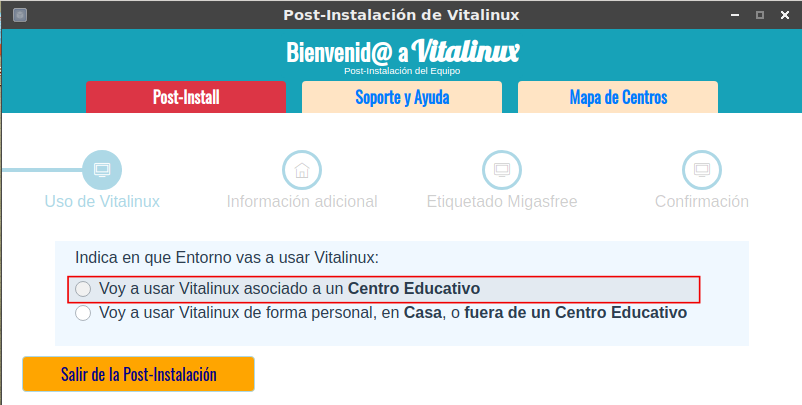 Post-Instalación de Vitalinux
Bienvenid@ a Vitalinux
Post-Instalación del Equipo
Post-Install
Soporte y Ayuda
Mapa de Centros
Uso de Vitalinux
Información adicional
Etiquetado Migasfree
Confirmación
Indica en que Entorno vas a usar Vitalinux:
Voy a usar Vitalinux asociado a un Centro Educativo
Voy a usar Vitalinux de forma personal, en Casa, o fuera de un Centro Educativo
Salir de la Post-Instalación